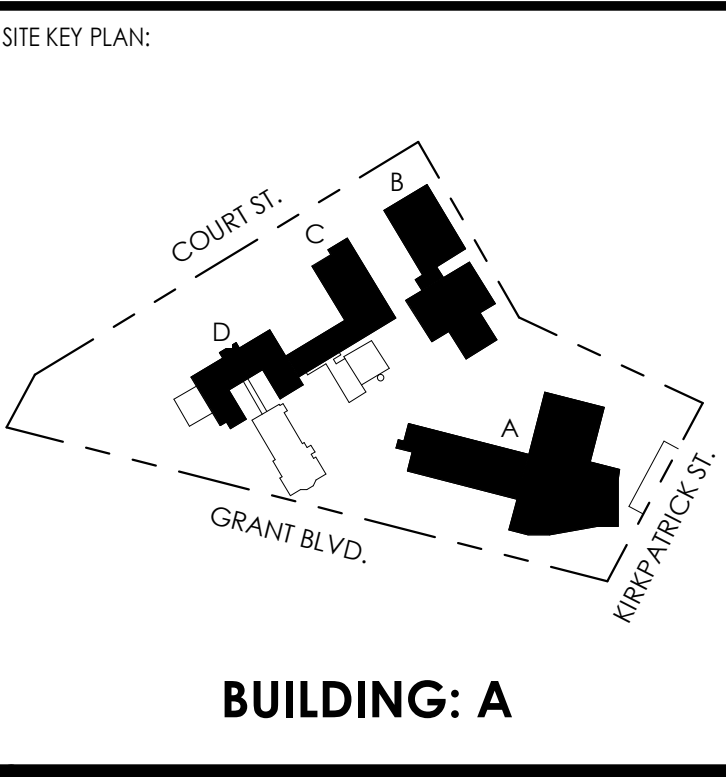 SITE KEY PLAN:
B
COURT ST.
C
D
A
GRANT BLVD.
KIRKPATRICK ST.
BUILDING: A